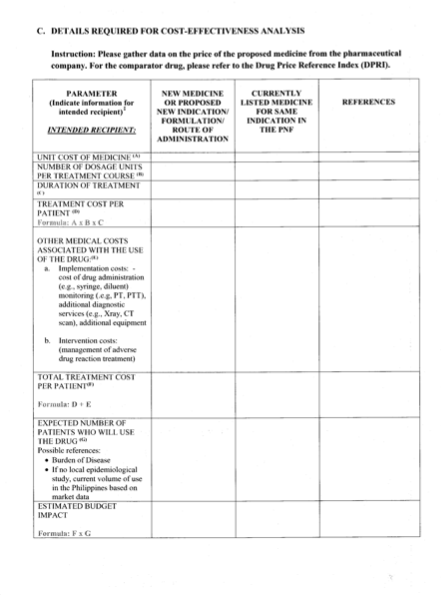 C. DETAILS REQUIRED FOR COST-EFFECTIVENESS ANALYSIS
Instruction: Please gather data on the price of the proposed medicine from the pharmaceutical
company. For the comparator drug, please refer to the Drug Price Reference Index (DPRI).
PARAMETER
(Indicate information for
intended recipient)¹
INTENDED RECIPIENT:
NEW MEDICINE
OR PROPOSED
NEW INDICATION/
FORMULATION/
ROUTE OF
ADMINISTRATION
CURRENTLY
LISTED MEDICINE
FOR SAME
INDICATION IN
THE PNF
REFERENCES
UNIT COST OF MEDICINE (A)
NUMBER OF DOSAGE UNITS
PER TREATMENT COURSE (B)
DURATION OF TREATMENT
(C)
TREATMENT COST PER
PATIENT (D)
Formula: A x B x C
OTHER MEDICAL COSTS
ASSOCIATED WITH THE USE
OF THE DRUG:(E)
a. Implementation costs: -
cost of drug administration
(e.g., syringe, diluent)
monitoring (.e.g. PT, PTT),
additional diagnostic
services (e.g., Xray, CT
scan), additional equipment
b. Intervention costs:
(management of adverse
drug reaction treatment)
TOTAL TREATMENT COST
PER PATIENT(F)
Formula: D + E
EXPECTED NUMBER OF
PATIENTS WHO WILL USE
THE DRUG (G)
Possible references:
• Burden of Disease
• If no local epidemiological
study, current volume of use
in the Philippines based on
market data
ESTIMATED BUDGET
IMPACT
Formula: F x G